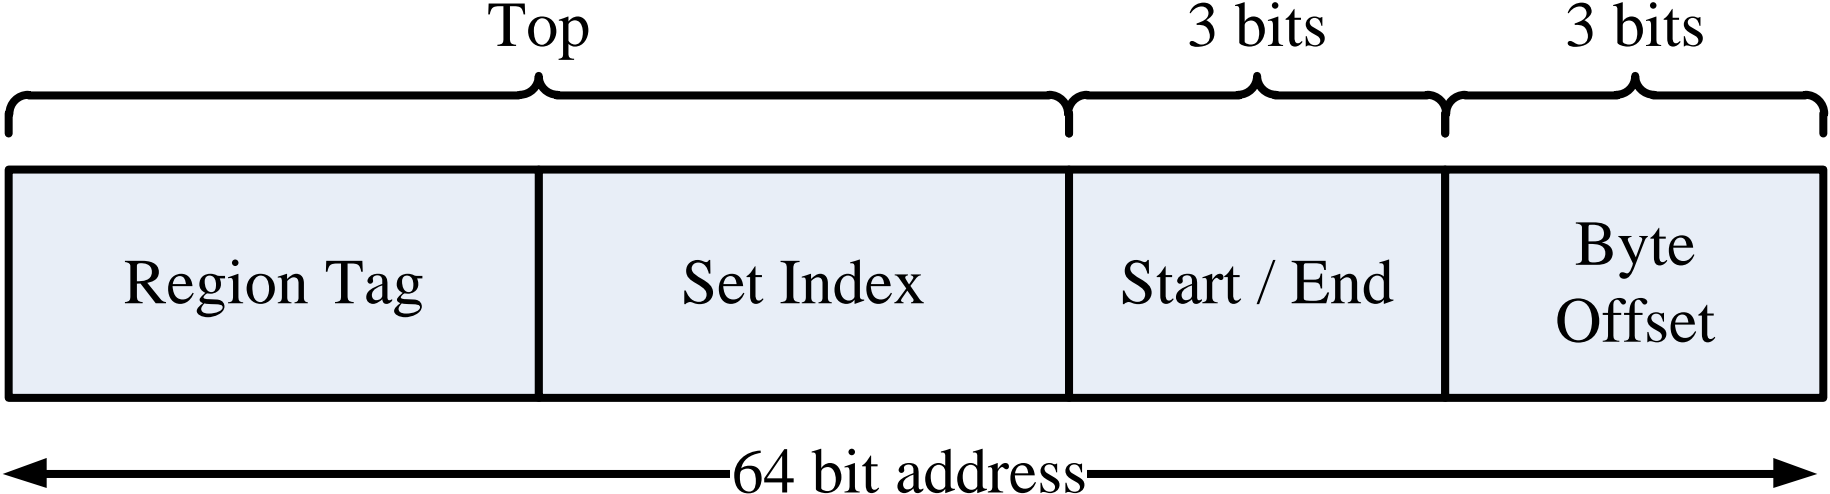 Top
3 bits
3 bits
Region Tag
Set Index
Start / End
Byte
Offset
64 bit address